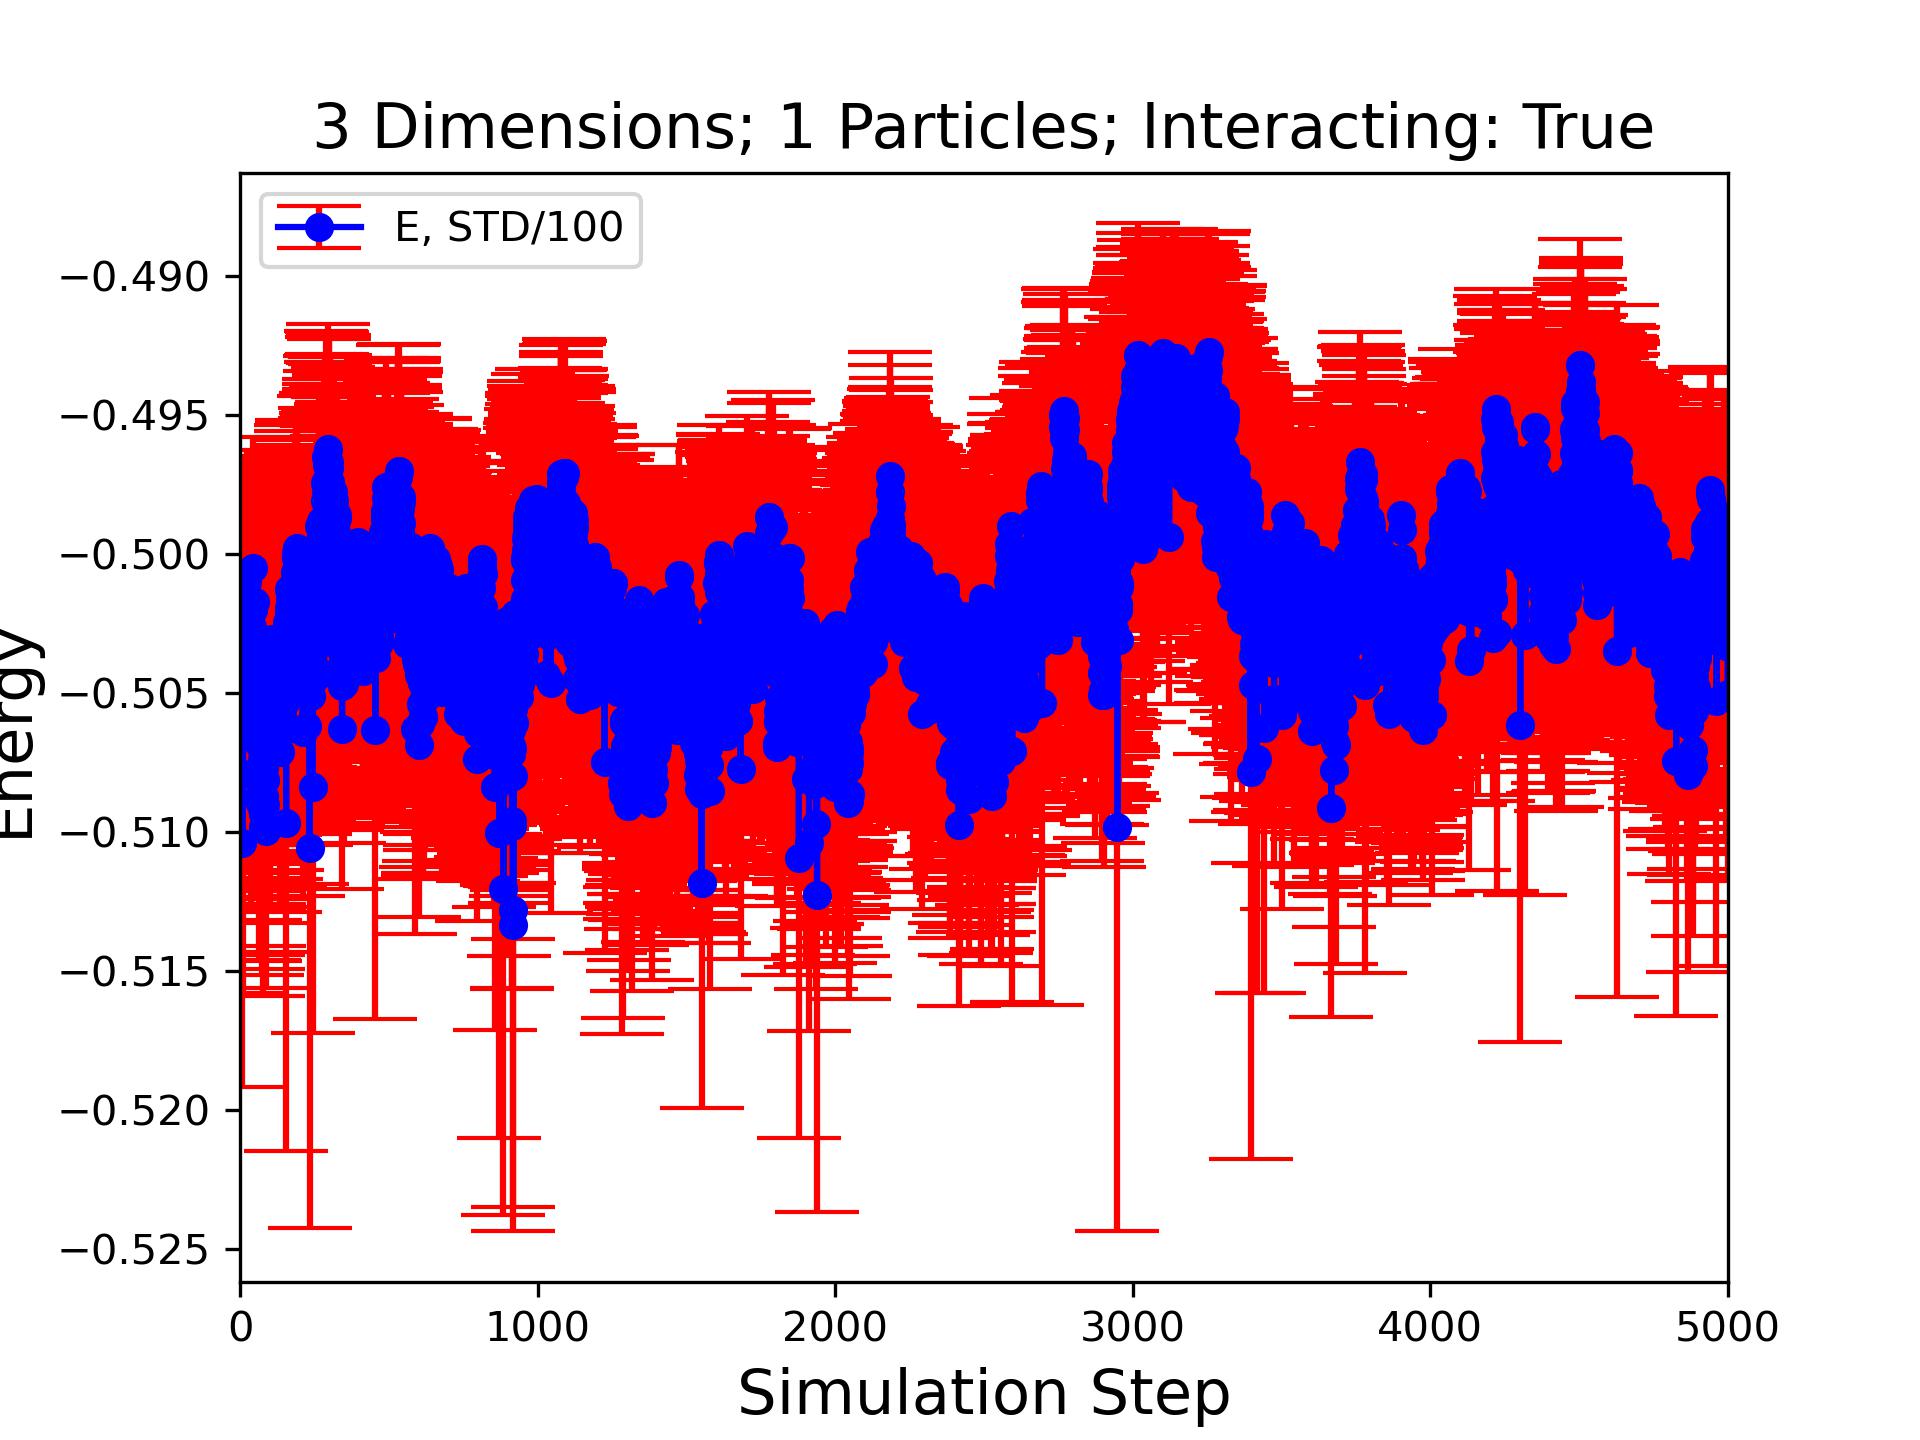 3 Dimensions; 1 Particles; Interacting: True
E, STD/100
−0.490
−0.495
−0.500
−0.505
−0.510
−0.515
−0.520
−0.525
Energy
0 1000 2000 3000 4000 5000
Simulation Step